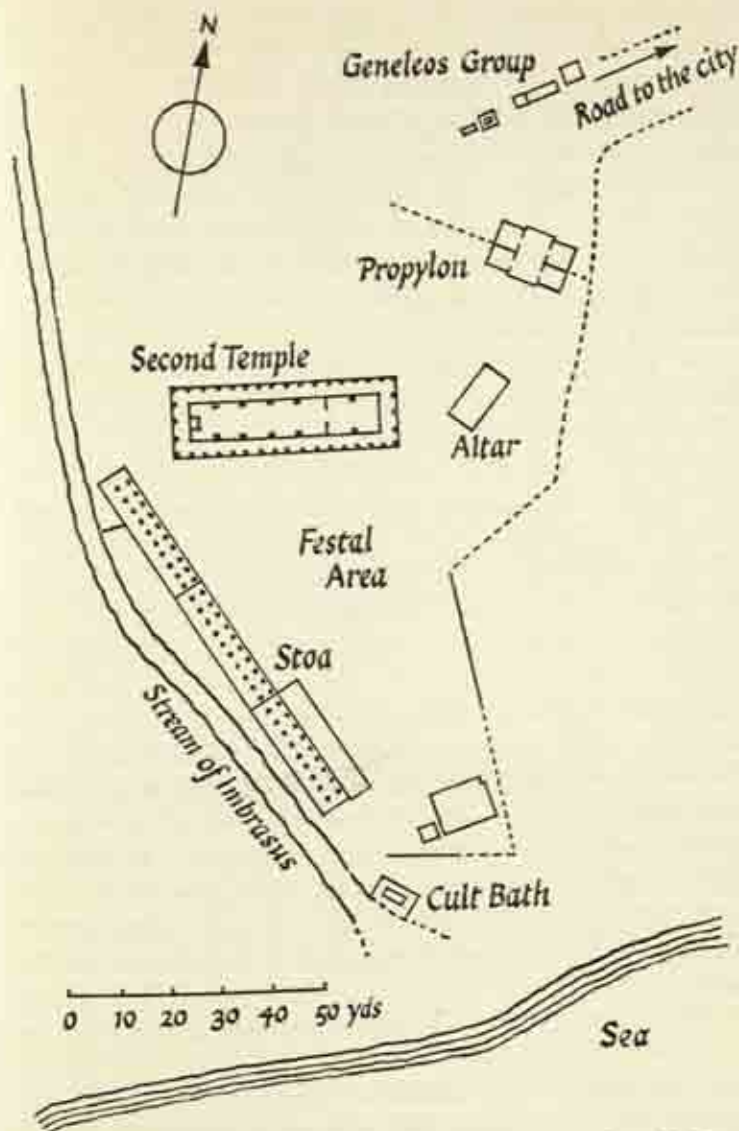 N
Geneleos Group
Road to the city
Propylon
Second Temple
Altar
Festal
Area
Stoa
Stream of Imbrasus
Cult Bath
0 10 20 30 40 50 yds
Sea